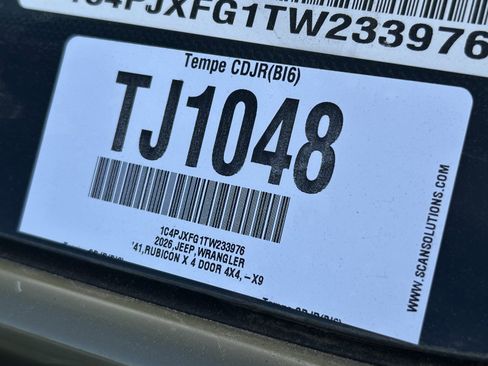 1C4PJXFG1TW233976
Tempe CDJR(BI6)
TJ1048
1C4PJXFG1TW233976
2026,JEEP WRANGLER
'41, RUBICON X 4 DOOR 4X4, – X9
WWW.SCANSOLUTIONS.COM